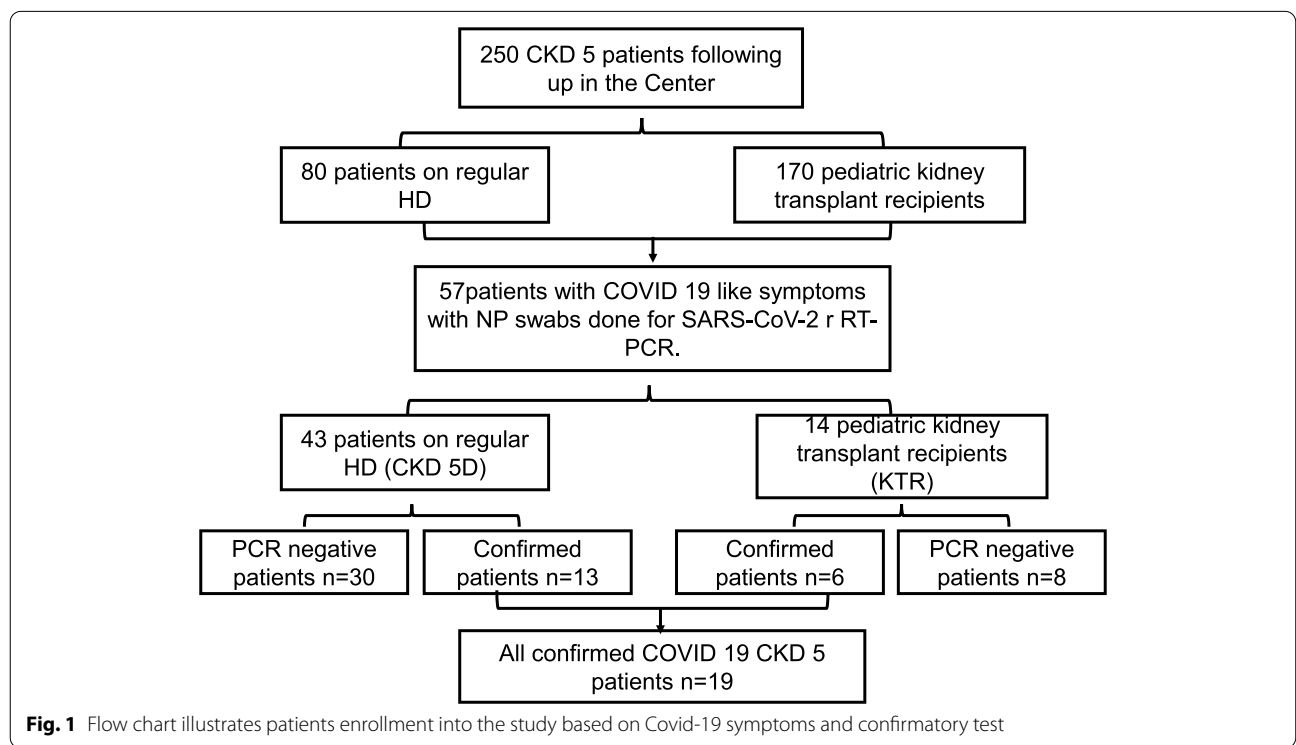 250 CKD 5 patients following
up in the Center
80 patients on regular
HD
170 pediatric kidney
transplant recipients
57patients with COVID 19 like symptoms
with NP swabs done for SARS-CoV-2 r RT-
PCR.
43 patients on regular
HD (CKD 5D)
14 pediatric kidney
transplant recipients
(KTR)
PCR negative
patients n=30
Confirmed
patients n=13
Confirmed
patients n=6
PCR negative
patients n=8
All confirmed COVID 19 CKD 5
patients n=19
Fig. 1 Flow chart illustrates patients enrollment into the study based on Covid-19 symptoms and confirmatory test